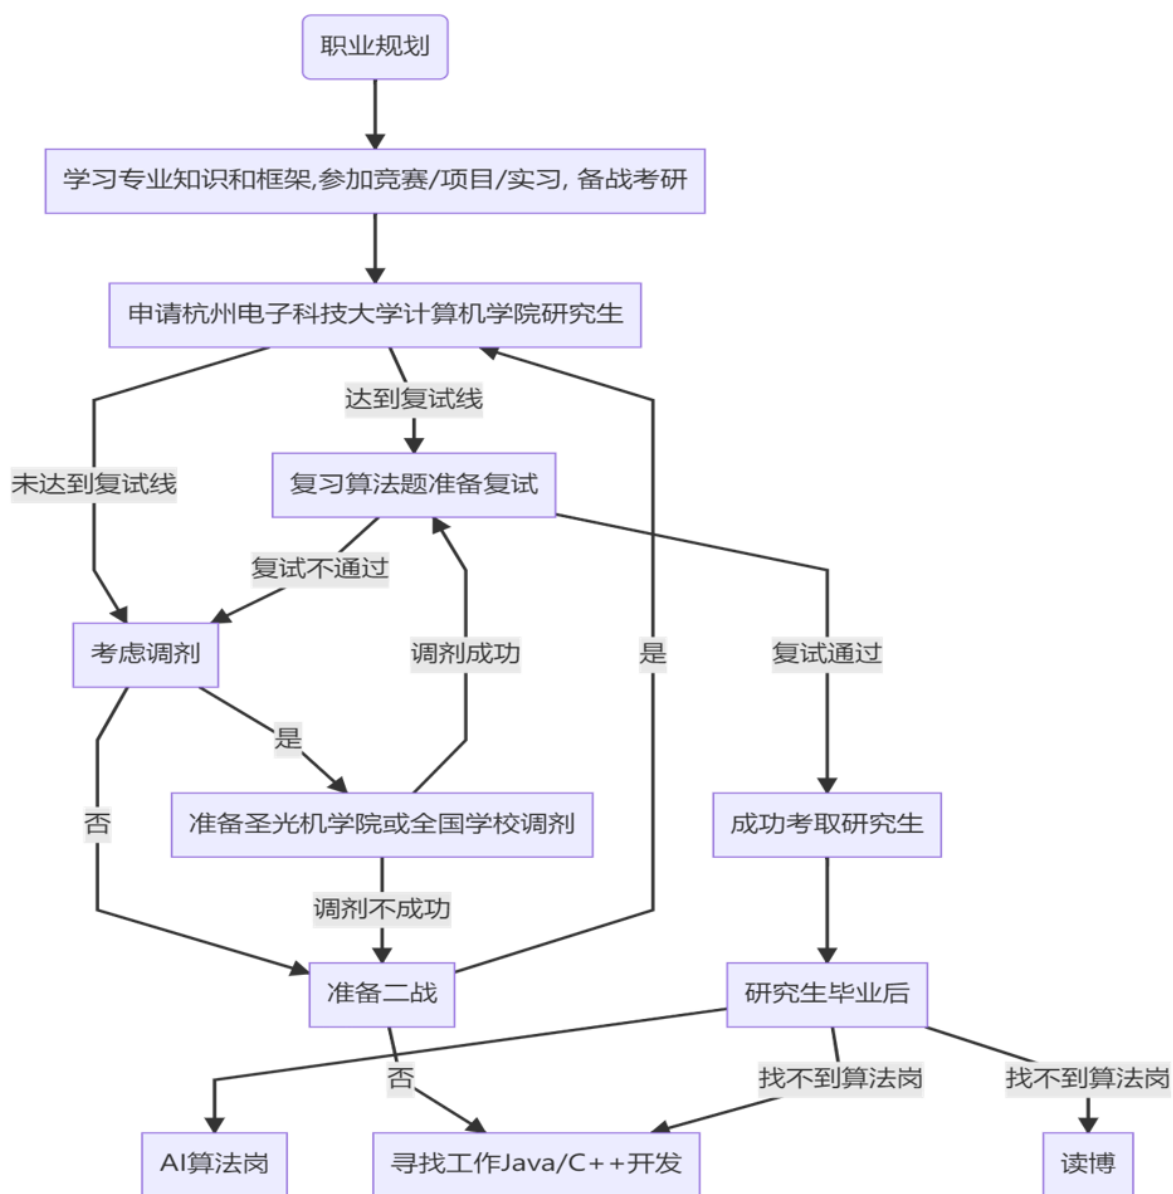 职业规划
学习专业知识和框架,参加竞赛/项目/实习, 备战考研
申请杭州电子科技大学计算机学院研究生
达到复试线
未达到复试线
复习算法题准备复试
复试不通过
考虑调剂
调剂成功
是
复试通过
是
否
准备圣光机学院或全国学校调剂
成功考取研究生
调剂不成功
准备二战
研究生毕业后
否
找不到算法岗
找不到算法岗
AI算法岗
寻找工作Java/C++开发
读博